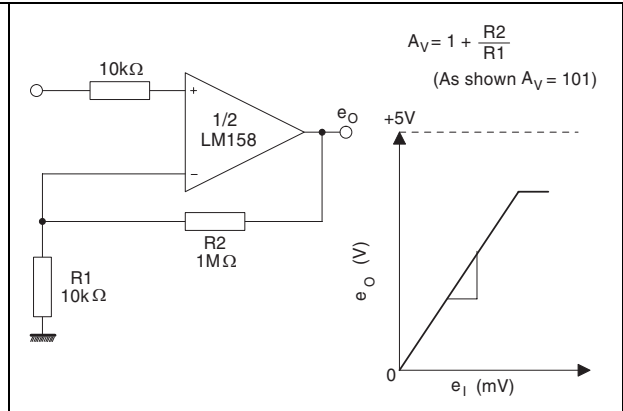 10kΩ
+
1/2
LM158
−
e_O
R2
1MΩ
R1
10kΩ
A_V = 1 + R2/R1
(As shown A_V = 101)
+5V
e_O (V)
0
e_I (mV)